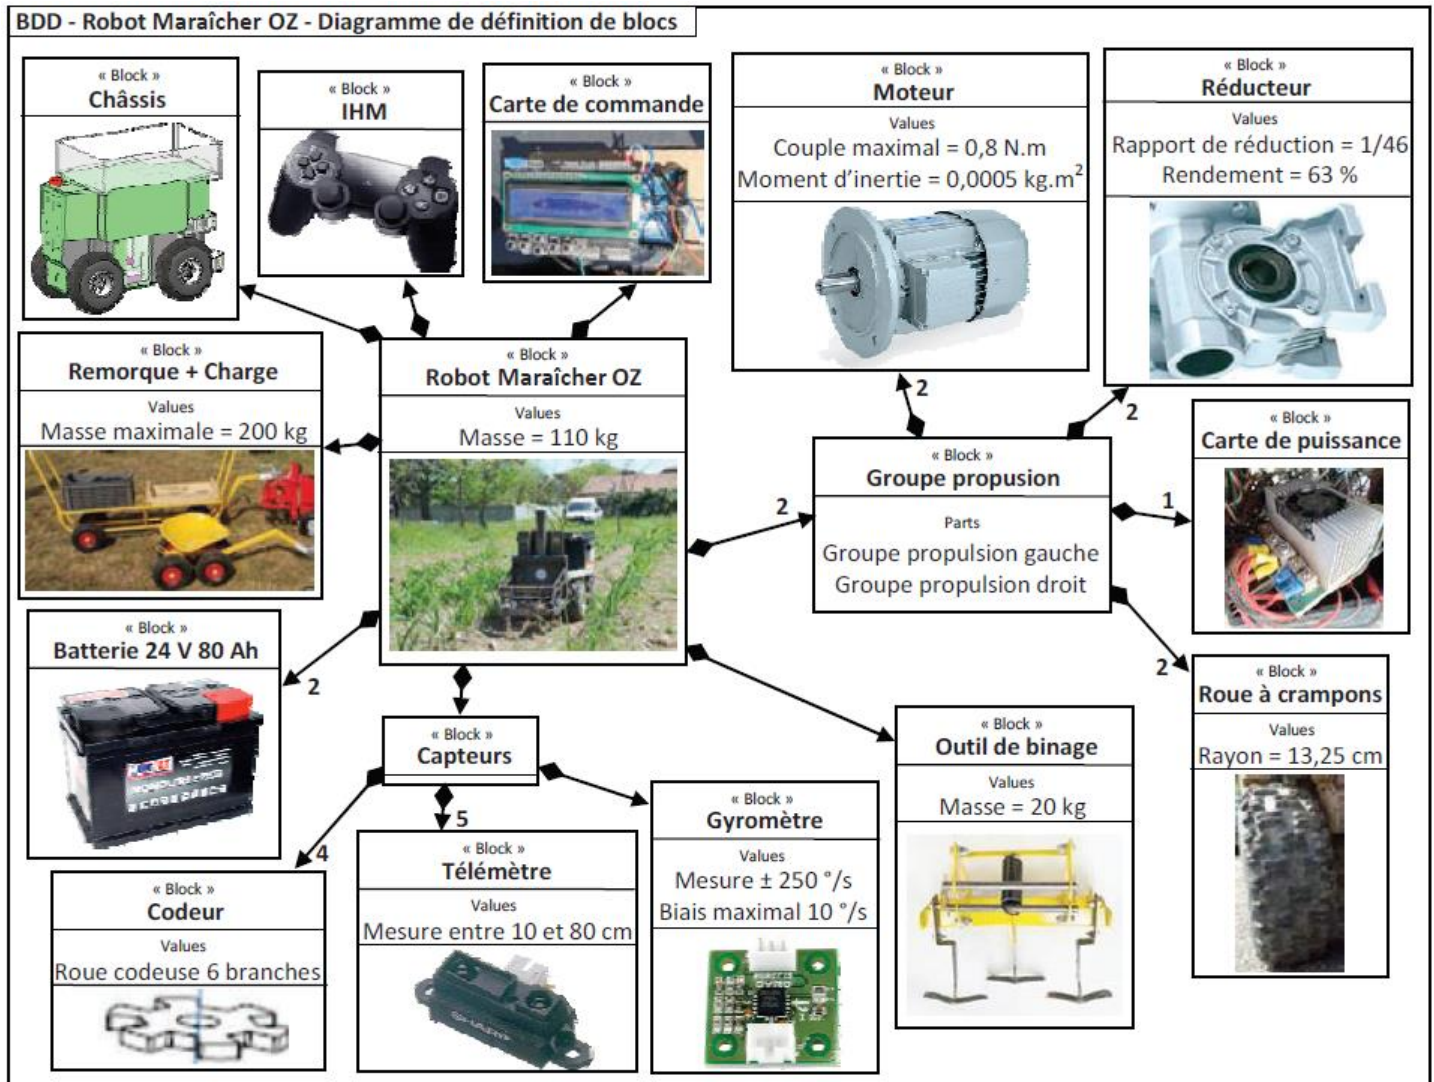 BDD - Robot Maraîcher OZ - Diagramme de définition de blocs
« Block »
Châssis
« Block »
IHM
« Block »
Carte de commande
« Block »
Moteur
Values
Couple maximal = 0,8 N.m
Moment d'inertie = 0,0005 kg.m²
« Block »
Réducteur
Values
Rapport de réduction = 1/46
Rendement = 63 %
« Block »
Remorque + Charge
Values
Masse maximale = 200 kg
« Block »
Robot Maraîcher OZ
Values
Masse = 110 kg
2
2
« Block »
Groupe propusion
Parts
Groupe propulsion gauche
Groupe propulsion droit
2
1
2
« Block »
Carte de puissance
« Block »
Batterie 24 V 80 Ah
2
« Block »
Capteurs
« Block »
Outil de binage
Values
Masse = 20 kg
« Block »
Roue à crampons
Values
Rayon = 13,25 cm
4
5
« Block »
Codeur
Values
Roue codeuse 6 branches
« Block »
Télémètre
Values
Mesure entre 10 et 80 cm
SHARP
« Block »
Gyromètre
Values
Mesure ± 250 °/s
Biais maximal 10 °/s